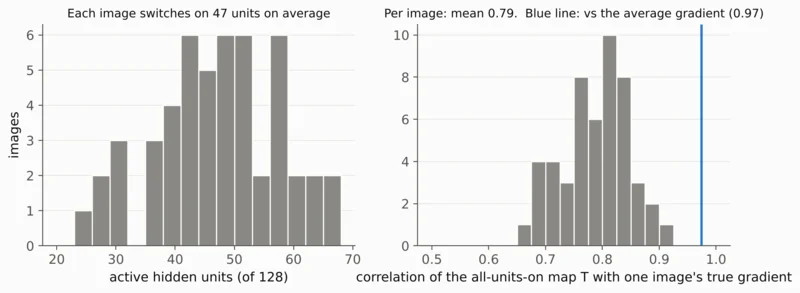 Each image switches on 47 units on average
6
5
4
3
2
1
0
images
20 30 40 50 60 70
active hidden units (of 128)
Per image: mean 0.79. Blue line: vs the average gradient (0.97)
10
8
6
4
2
0
0.5 0.6 0.7 0.8 0.9 1.0
correlation of the all-units-on map T with one image's true gradient